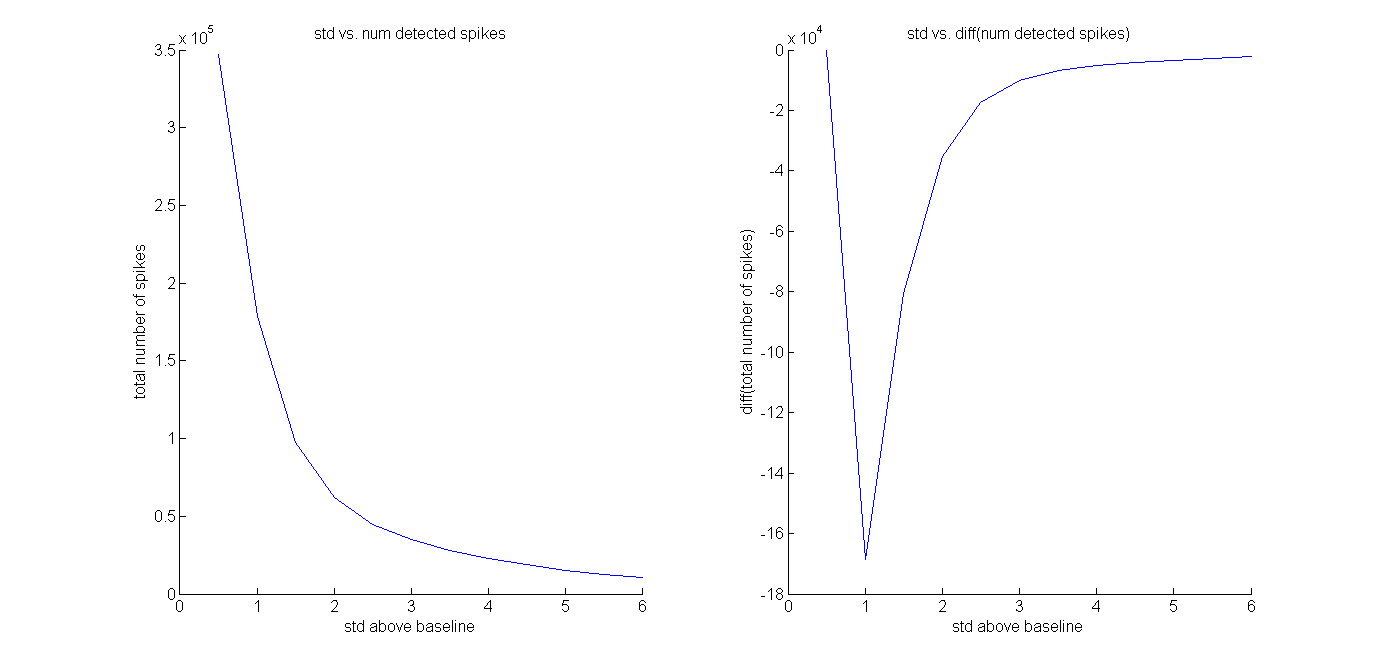 std vs. num detected spikes
x 10^5
3.5
3
2.5
2
1.5
1
0.5
0
total number of spikes
0 1 2 3 4 5 6
std above baseline
std vs. diff(num detected spikes)
x 10^4
0
-2
-4
-6
-8
-10
-12
-14
-16
-18
diff(total number of spikes)
0 1 2 3 4 5 6
std above baseline